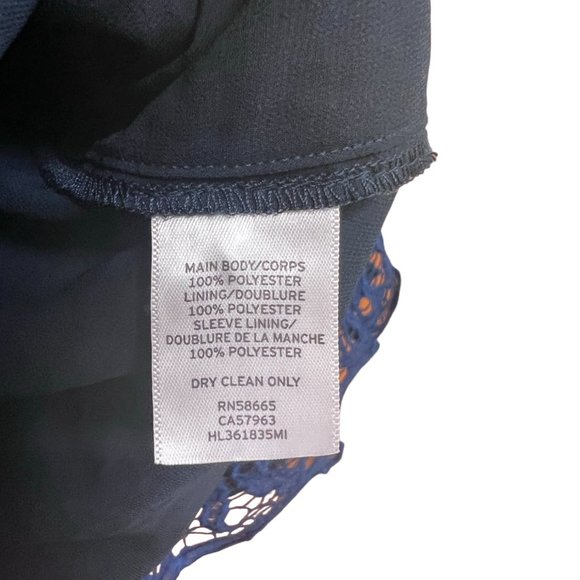 MAIN BODY/CORPS
100% POLYESTER
LINING/DOUBLURE
100% POLYESTER
SLEEVE LINING/
DOUBLURE DE LA MANCHE
100% POLYESTER
DRY CLEAN ONLY
RN58665
CA57963
HL361835MI